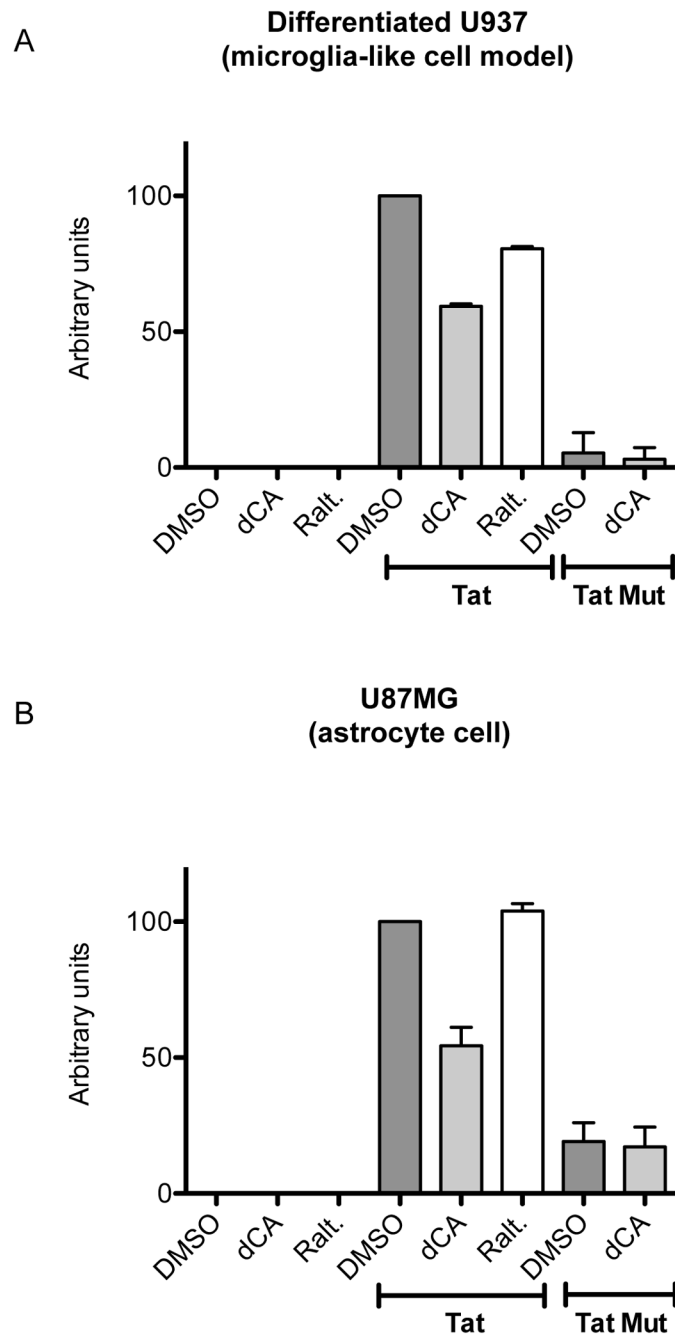 A
Differentiated U937
(microglia-like cell model)
Arbitrary units
100
50
0
DMSO dCA Ralt. DMSO dCA Ralt. DMSO dCA
Tat Tat Mut
B
U87MG
(astrocyte cell)
Arbitrary units
100
50
0
DMSO dCA Ralt. DMSO dCA Ralt. DMSO dCA
Tat Tat Mut